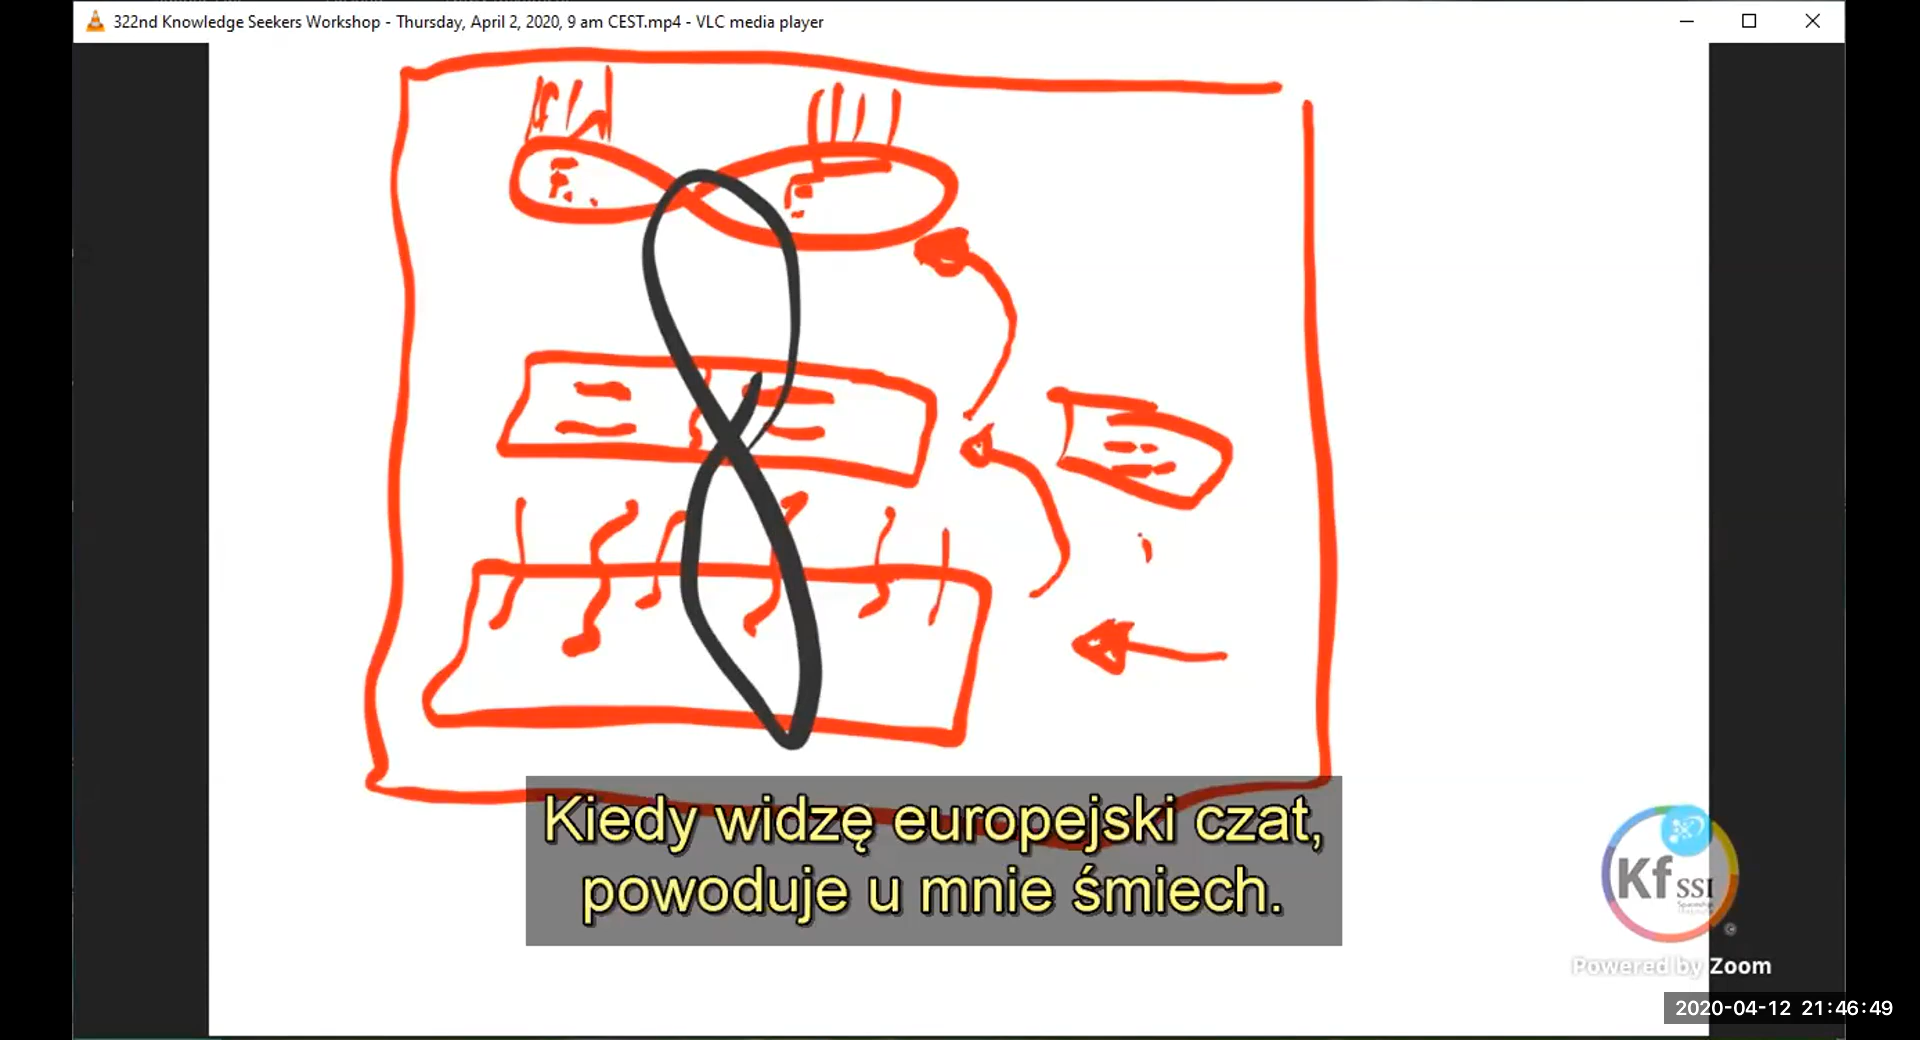 322nd Knowledge Seekers Workshop - Thursday, April 2, 2020, 9 am CEST.mp4 - VLC media player
Kiedy widzę europejski czat,
powoduje u mnie śmiech.
Kf SSI
Powered by Zoom
2020-04-12 21:46:49